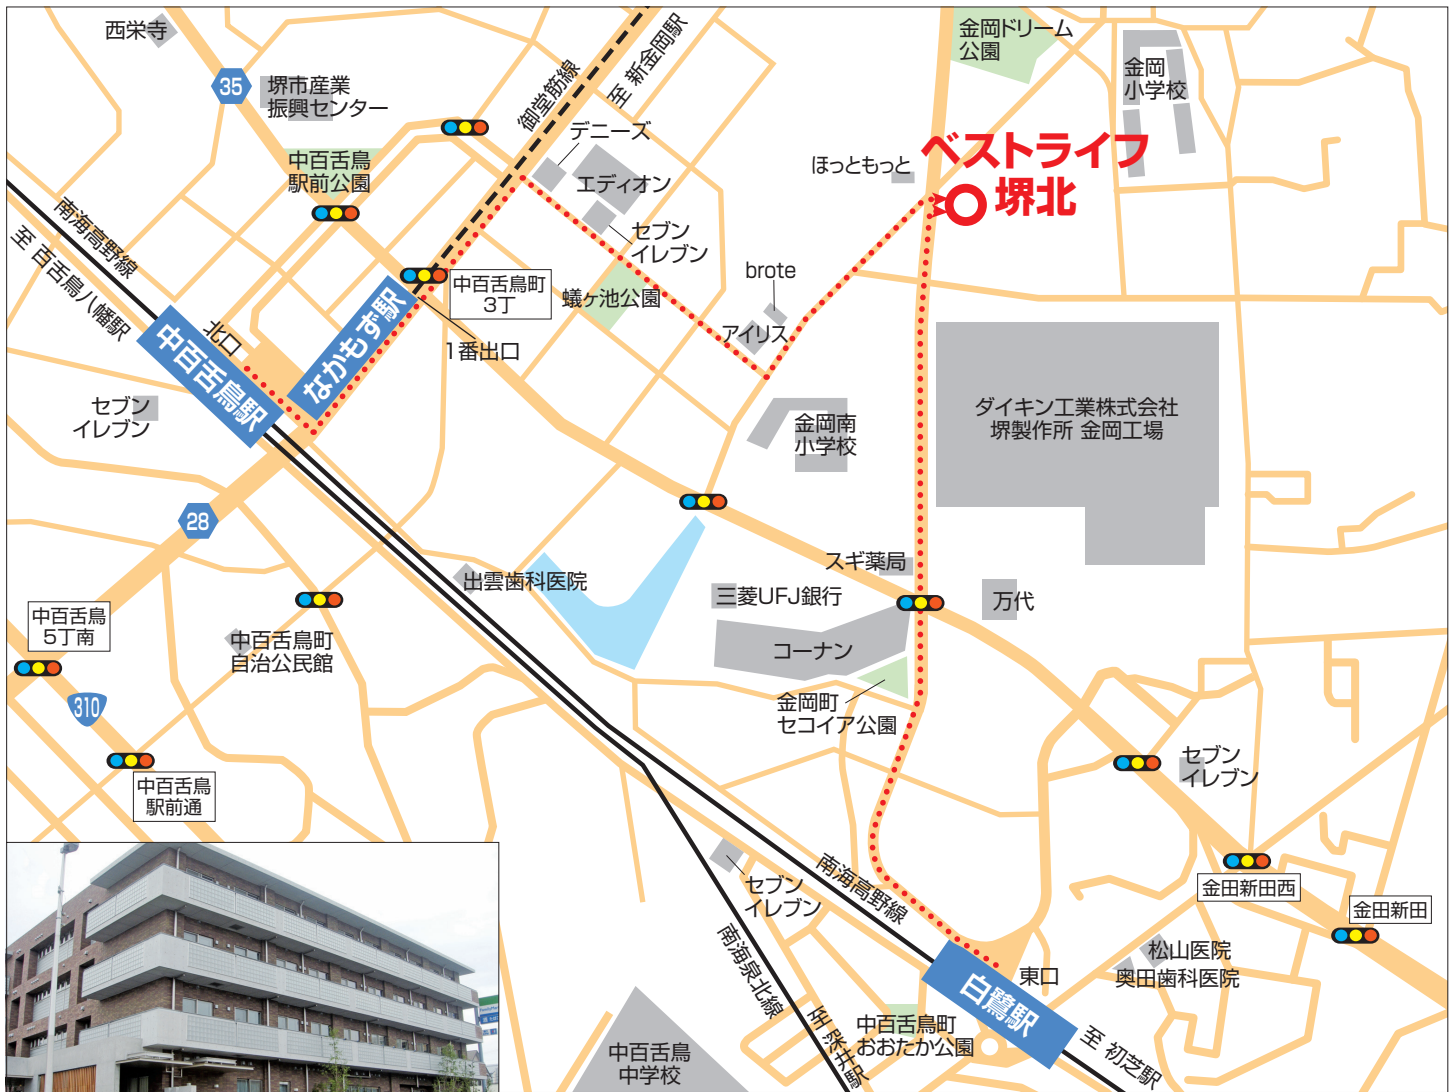 西栄寺
35
堺市産業
振興センター
中百舌鳥
駅前公園
御堂筋線
至 新金岡駅
デニーズ
エディオン
セブン
イレブン
金岡ドリーム
公園
金岡
小学校
ほっともっと
ベストライフ
堺北
南海高野線
至 百舌鳥八幡駅
中百舌鳥駅
北口
なかもず駅
中百舌鳥町
3丁
1番出口
蟻ヶ池公園
brote
アイリス
セブン
イレブン
金岡南
小学校
ダイキン工業株式会社
堺製作所 金岡工場
28
出雲歯科医院
スギ薬局
三菱UFJ銀行
万代
コーナン
中百舌鳥
5丁南
中百舌鳥町
自治公民館
310
金岡町
セコイア公園
中百舌鳥
駅前通
セブン
イレブン
セブン
イレブン
南海高野線
金田新田西
金田新田
南海泉北線
至 深井駅
白鷺駅
東口
松山医院
奥田歯科医院
中百舌鳥町
おおたか公園
至 初芝駅
中百舌鳥
中学校